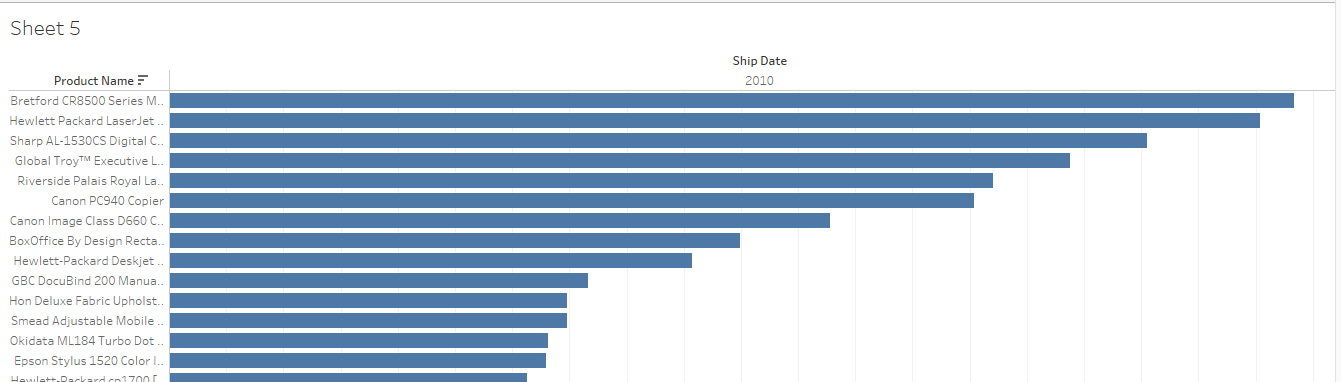 Sheet 5
Ship Date
Product Name
2010
Bretford CR8500 Series M..
Hewlett Packard LaserJet ..
Sharp AL-1530CS Digital C..
Global Troy™ Executive L..
Riverside Palais Royal La..
Canon PC940 Copier
Canon Image Class D660 C..
BoxOffice By Design Recta..
Hewlett-Packard Deskjet ..
GBC DocuBind 200 Manua..
Hon Deluxe Fabric Upholst..
Smead Adjustable Mobile ..
Okidata ML184 Turbo Dot ..
Epson Stylus 1520 Color I..
Hewlett-Packard cp1700 [..